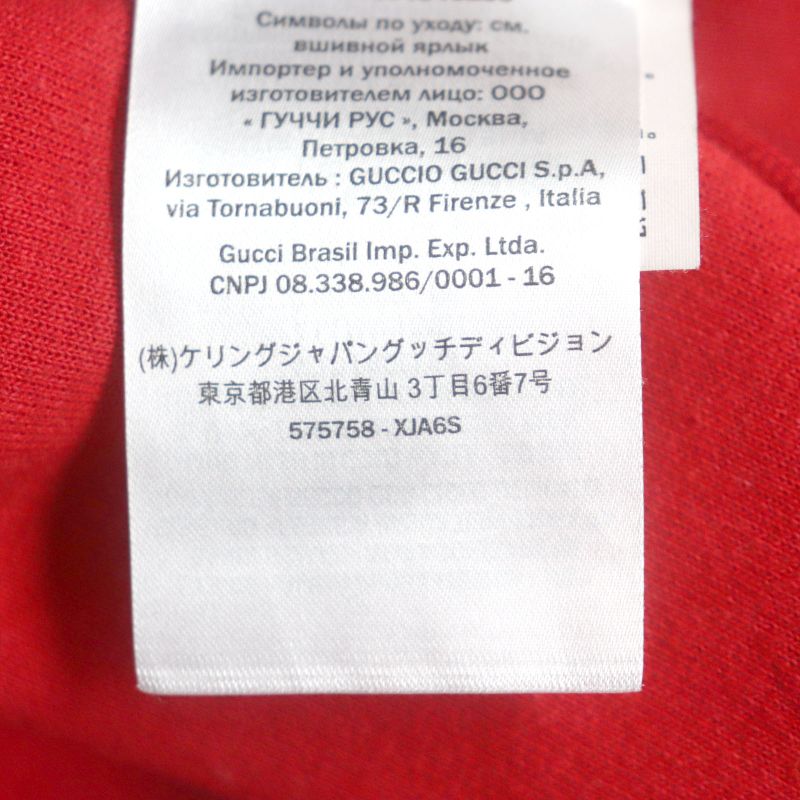 Символы по уходу: см.
вшивной ярлык
Импортер и уполномоченное
изготовителем лицо: ООО
« ГУЧЧИ РУС », Москва,
Петровка, 16
Изготовитель : GUCCIO GUCCI S.p.A,
via Tornabuoni, 73/R Firenze , Italia
Gucci Brasil Imp. Exp. Ltda.
CNPJ 08.338.986/0001 - 16
(株)ケリングジャパングッチディビジョン
東京都港区北青山 3丁目6番7号
575758 - XJA6S